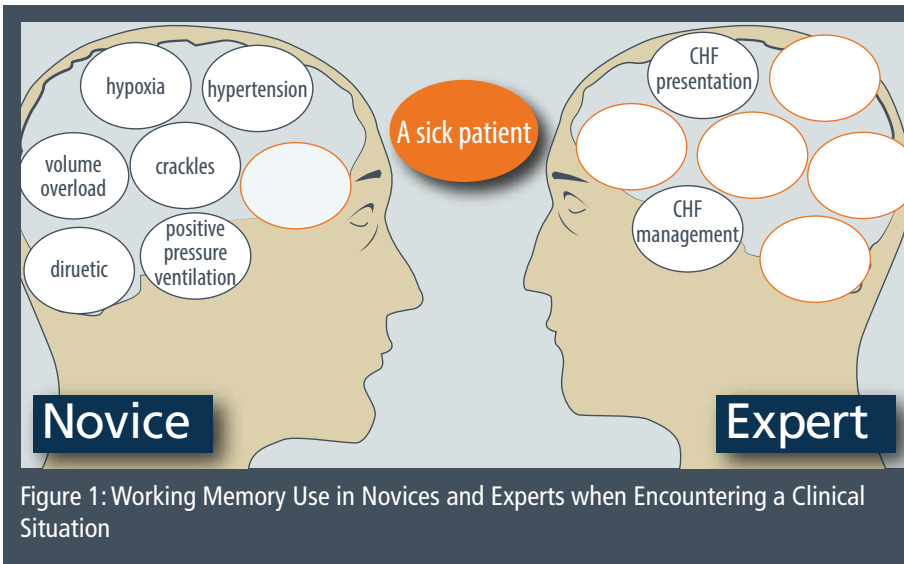 hypoxia
hypertension
volume
overload
crackles
diruetic
positive
pressure
ventilation
A sick patient
CHF
presentation
CHF
management
Novice
Expert
Figure 1: Working Memory Use in Novices and Experts when Encountering a Clinical
Situation